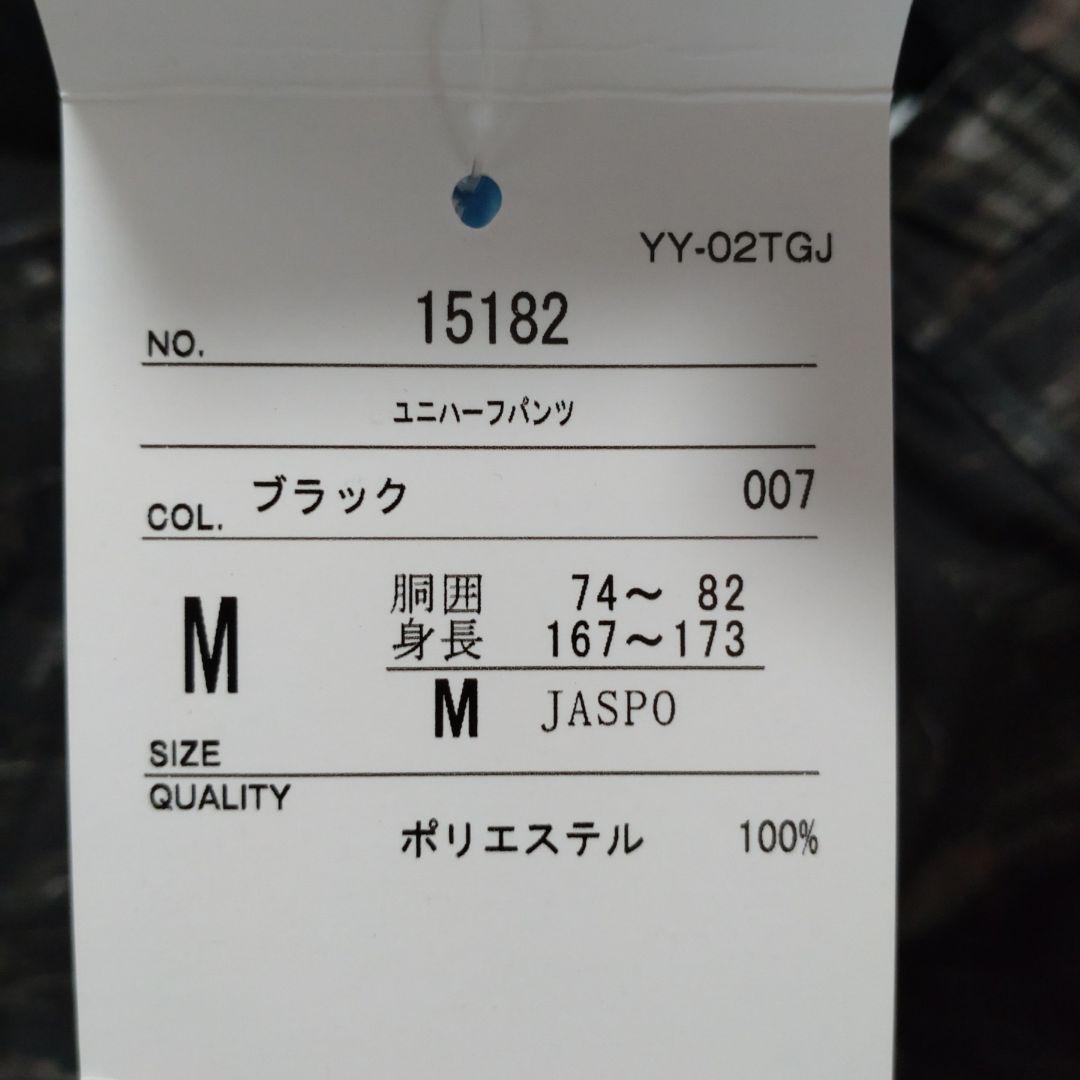 YY-02TGJ
NO. 15182
ユニハーフパンツ
COL. ブラック 007
胴囲 74～ 82
身長 167～173
M
M JASPO
SIZE
QUALITY
ポリエステル 100%